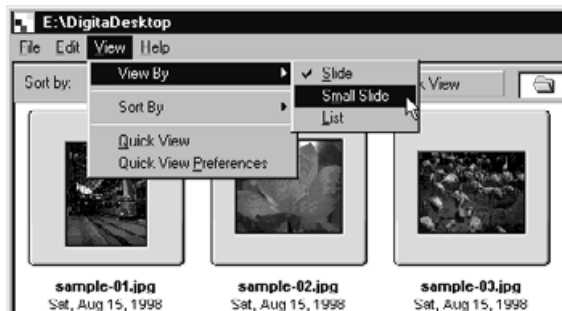 E:\DigitaDesktop
File Edit View Help
Sort by:
View By
Sort By
Quick View
Quick View Preferences
Slide
Small Slide
List
View
sample-01.jpg
Sat, Aug 15, 1998
sample-02.jpg
Sat, Aug 15, 1998
sample-03.jpg
Sat, Aug 15, 1998